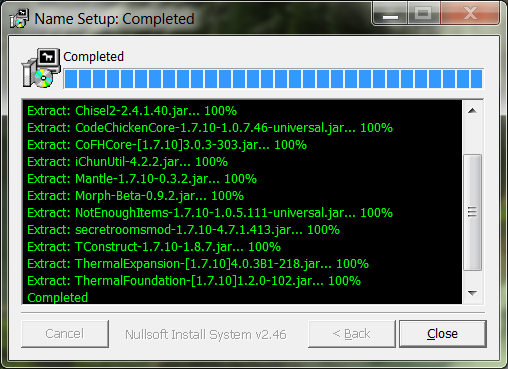 Name Setup: Completed
Completed
Extract: Chisel2-2.4.1.40.jar... 100%
Extract: CodeChickenCore-1.7.10-1.0.7.46-universal.jar... 100%
Extract: CoFHCore-[1.7.10]3.0.3-303.jar... 100%
Extract: iChunUtil-4.2.2.jar... 100%
Extract: Mantle-1.7.10-0.3.2.jar... 100%
Extract: Morph-Beta-0.9.2.jar... 100%
Extract: NotEnoughItems-1.7.10-1.0.5.111-universal.jar... 100%
Extract: secretroomsmod-1.7.10-4.7.1.413.jar... 100%
Extract: TConstruct-1.7.10-1.8.7.jar... 100%
Extract: ThermalExpansion-[1.7.10]4.0.3B1-218.jar... 100%
Extract: ThermalFoundation-[1.7.10]1.2.0-102.jar... 100%
Completed
Cancel
Nullsoft Install System v2.46
< Back
Close